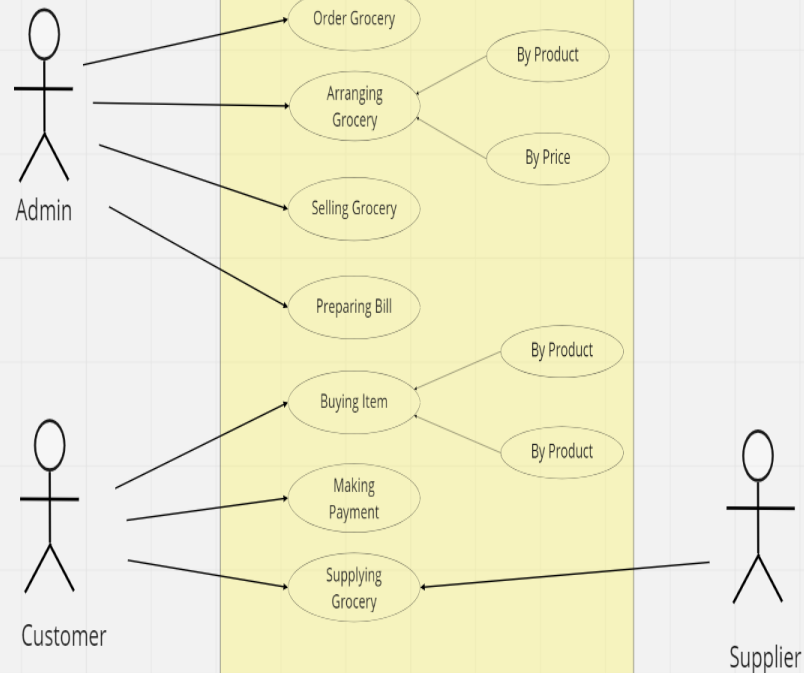 Order Grocery
By Product
Arranging
Grocery
By Price
Admin
Selling Grocery
Preparing Bill
By Product
Buying Item
By Product
Making
Payment
Supplying
Grocery
Customer
Supplier